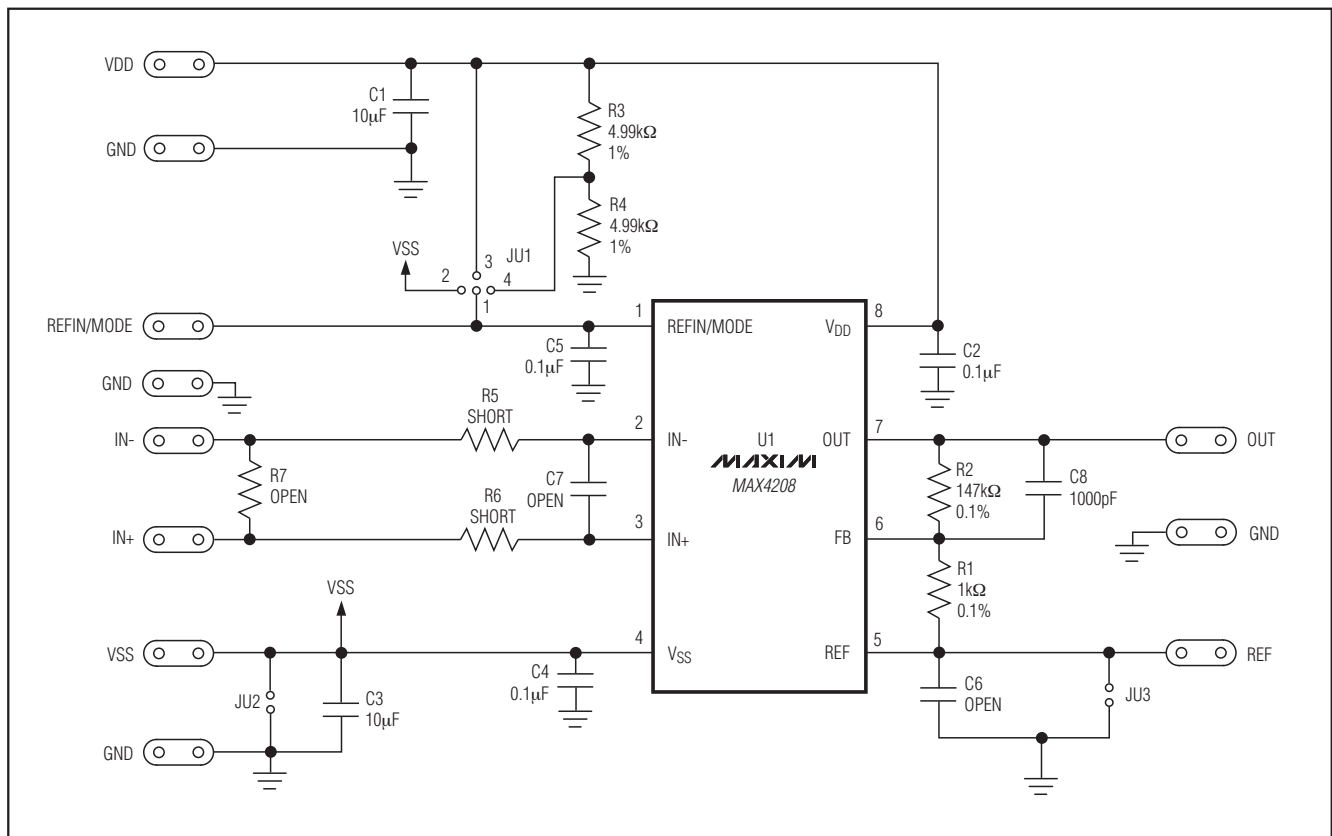 VDD
C1
10µF
GND
R3
4.99kΩ
1%
R4
4.99kΩ
1%
VSS
JU1
2
3
4
1
REFIN/MODE
1
REFIN/MODE
VDD
8
C5
0.1µF
C2
0.1µF
GND
IN-
R5
SHORT
2
IN-
U1
MAXIM
MAX4208
OUT
7
OUT
R7
OPEN
C7
OPEN
R2
147kΩ
0.1%
C8
1000pF
R6
SHORT
IN+
3
IN+
FB
6
GND
R1
1kΩ
0.1%
VSS
VSS
4
VSS
REF
5
REF
C4
0.1µF
C6
OPEN
JU3
JU2
C3
10µF
GND